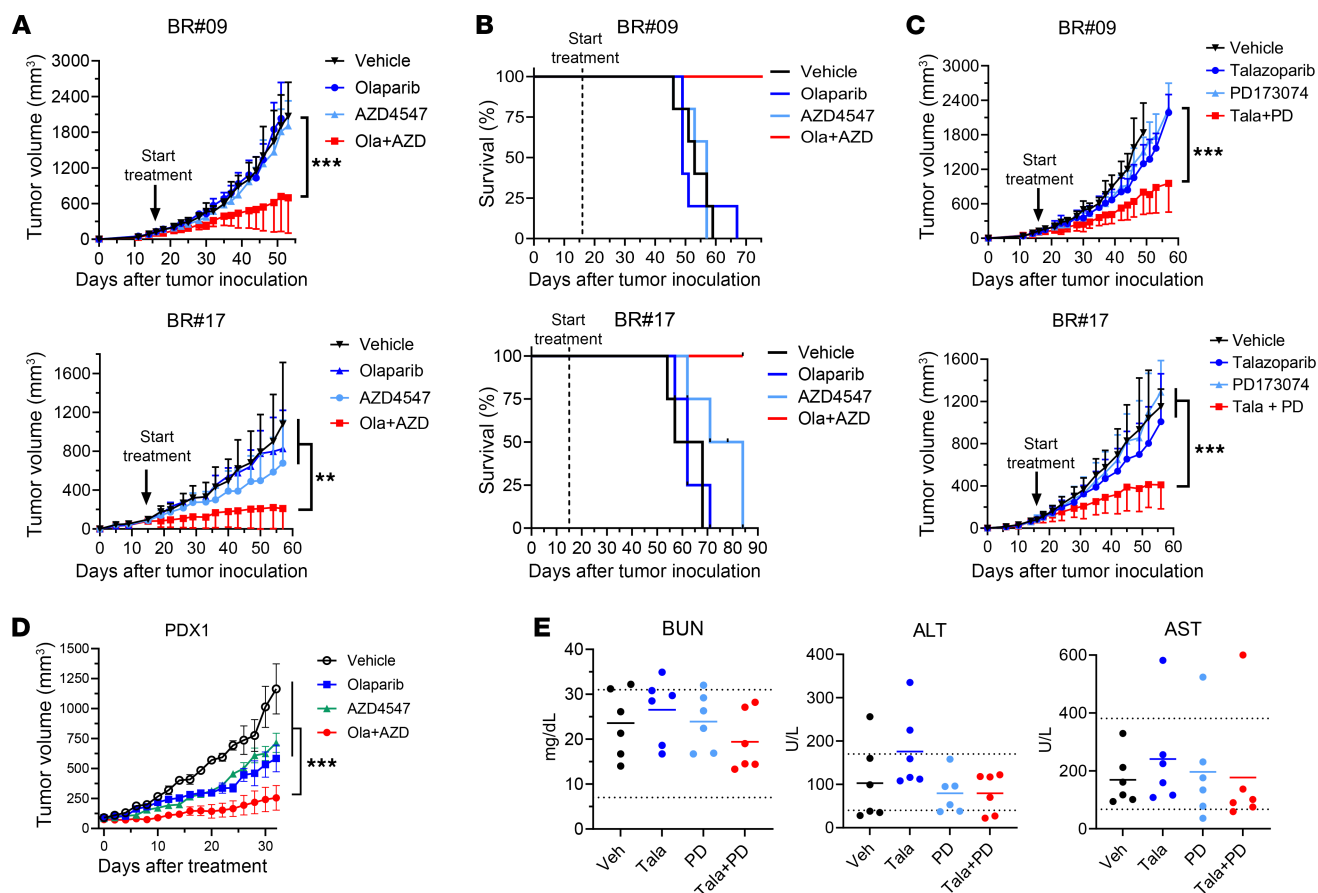 A
BR#09
Tumor volume (mm³)
3000
2400
1800
1200
600
0
Start
treatment
0 10 20 30 40 50
Days after tumor inoculation
Vehicle
Olaparib
AZD4547
Ola+AZD
***
BR#17
Tumor volume (mm³)
1600
1200
800
400
0
Start
treatment
0 10 20 30 40 50 60
Days after tumor inoculation
Vehicle
Olaparib
AZD4547
Ola+AZD
**
B
BR#09
Start
treatment
Survival (%)
100
75
50
25
0
0 10 20 30 40 50 60 70
Days after tumor inoculation
Vehicle
Olaparib
AZD4547
Ola+AZD
BR#17
Start
treatment
Survival (%)
100
75
50
25
0
0 10 20 30 40 50 60 70 80 90
Days after tumor inoculation
Vehicle
Olaparib
AZD4547
Ola+AZD
C
BR#09
Tumor volume (mm³)
3000
2400
1800
1200
600
0
Start
treatment
0 10 20 30 40 50 60
Days after tumor inoculation
Vehicle
Talazoparib
PD173074
Tala+PD
***
BR#17
Tumor volume (mm³)
1600
1200
800
400
0
Start
treatment
0 10 20 30 40 50 60
Days after tumor inoculation
Vehicle
Talazoparib
PD173074
Tala + PD
***
D
PDX1
Tumor volume (mm³)
1500
1250
1000
750
500
250
0
0 10 20 30
Days after treatment
Vehicle
Olaparib
AZD4547
Ola+AZD
***
E
BUN
mg/dL
40
30
20
10
0
Veh Tala PD Tala+PD
ALT
U/L
400
300
200
100
0
Veh Tala PD Tala+PD
AST
U/L
600
400
200
0
Veh Tala PD Tala+PD